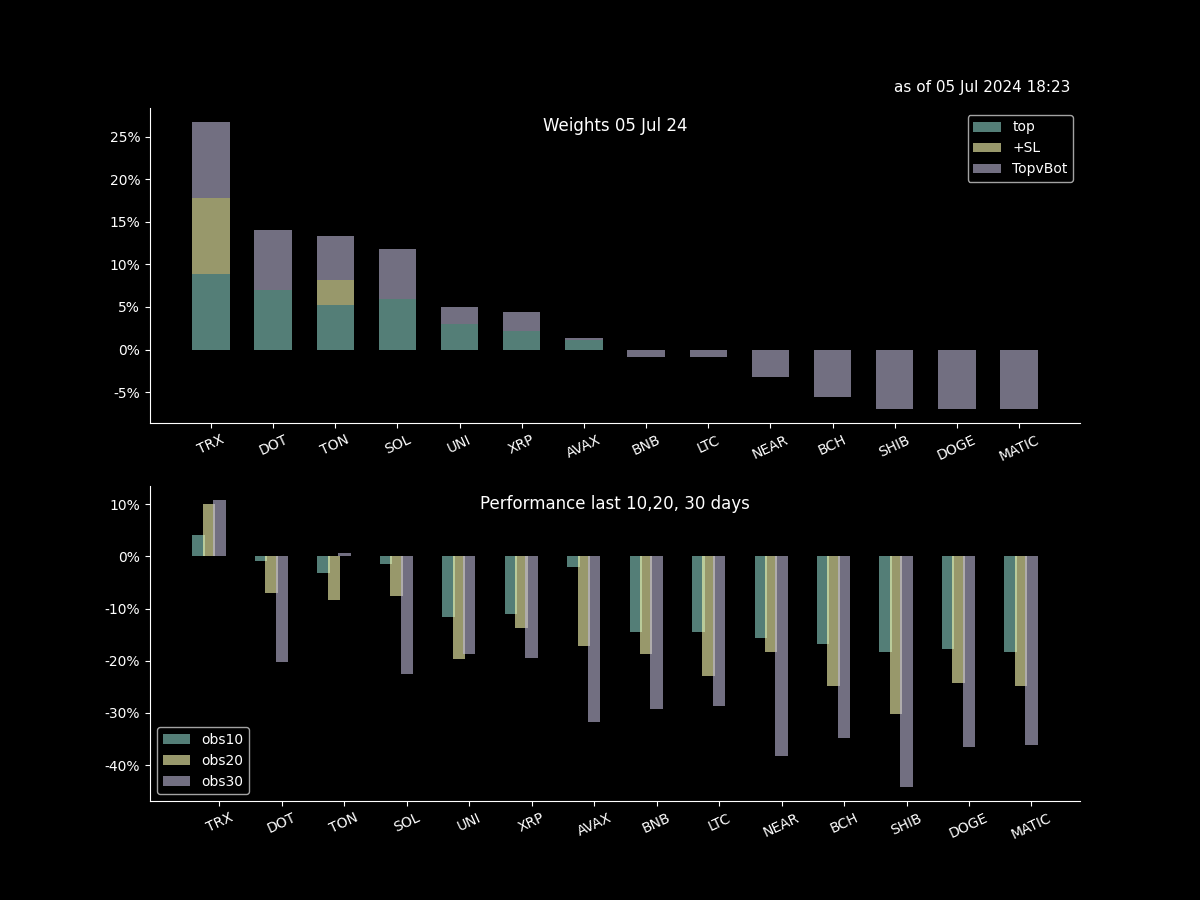 as of 05 Jul 2024 18:23
Weights 05 Jul 24
top
+SL
TopvBot
25%
20%
15%
10%
5%
0%
-5%
TRX DOT TON SOL UNI XRP AVAX BNB LTC NEAR BCH SHIB DOGE MATIC
Performance last 10,20, 30 days
10%
0%
-10%
-20%
-30%
-40%
obs10
obs20
obs30
TRX DOT TON SOL UNI XRP AVAX BNB LTC NEAR BCH SHIB DOGE MATIC